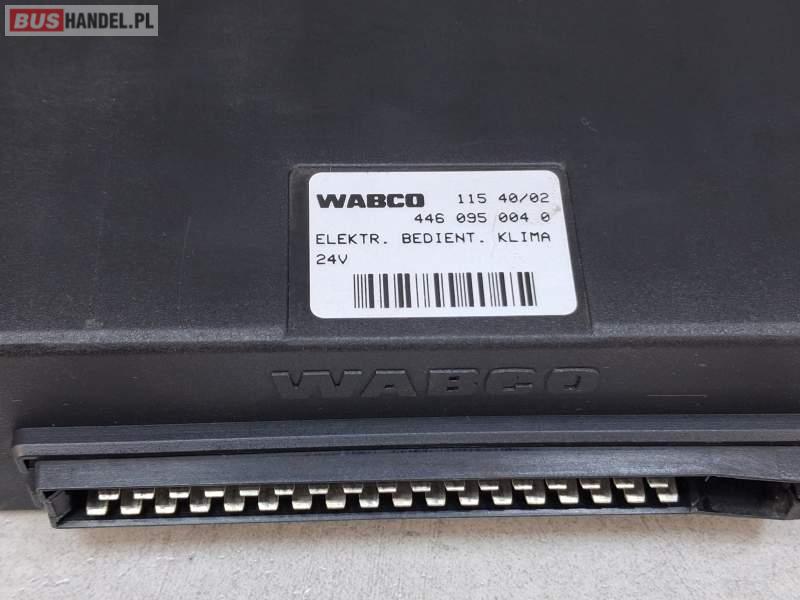 BUSHANDEL.PL
WABCO 115 40/02
446 095 004 0
ELEKTR. BEDIENT. KLIMA
24V
WABCO